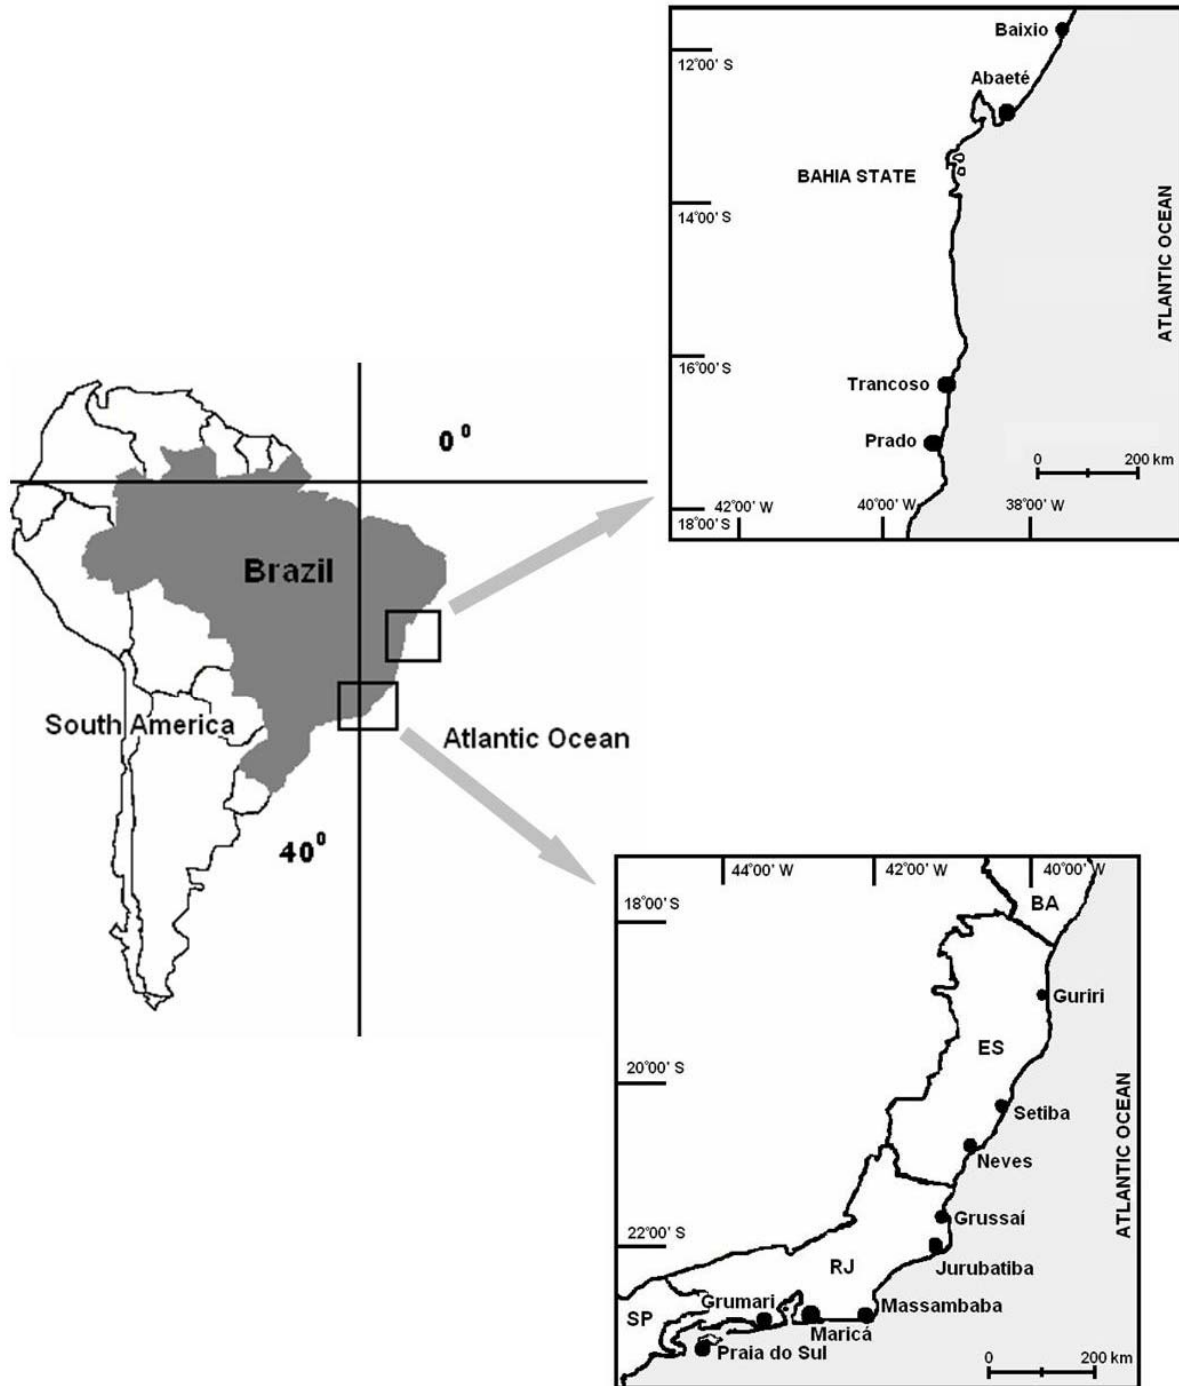 Baixio
12°00' S
Abaeté
BAHIA STATE
14°00' S
ATLANTIC OCEAN
16°00' S
Trancoso
Prado
0 200 km
42°00' W 40°00' W 38°00' W
18°00' S
0⁰
Brazil
South America
Atlantic Ocean
40⁰
44°00' W 42°00' W 40°00' W
18°00' S
BA
Guriri
ES
20°00' S
ATLANTIC OCEAN
Setiba
Neves
Grussaí
22°00' S
RJ
Jurubatiba
Grumari
Massambaba
SP
Maricá
Praia do Sul
0 200 km